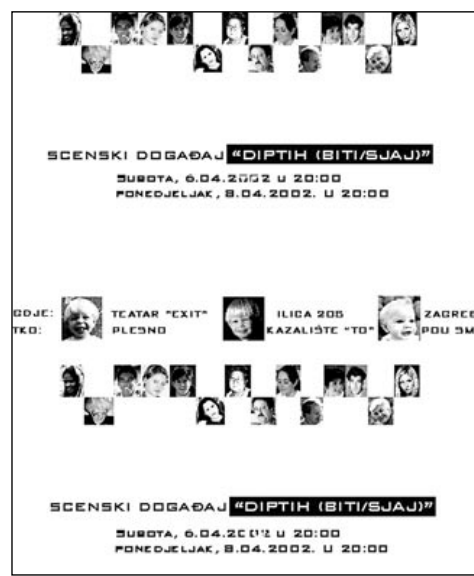 SCENSKI DOGAĐAJ “DIPTIH (BITI/SJAJ)”
SUBOTA, 6.04.2002 U 20:00
PONEDJELJAK, 8.04.2002. U 20:00
GDJE: TEATAR "EXIT" ILICA 208 ZAGREB
TKO: PLESNO KAZALIŠTE "TO" POU
SCENSKI DOGAĐAJ “DIPTIH (BITI/SJAJ)”
SUBOTA, 6.04.2002 U 20:00
PONEDJELJAK, 8.04.2002. U 20:00